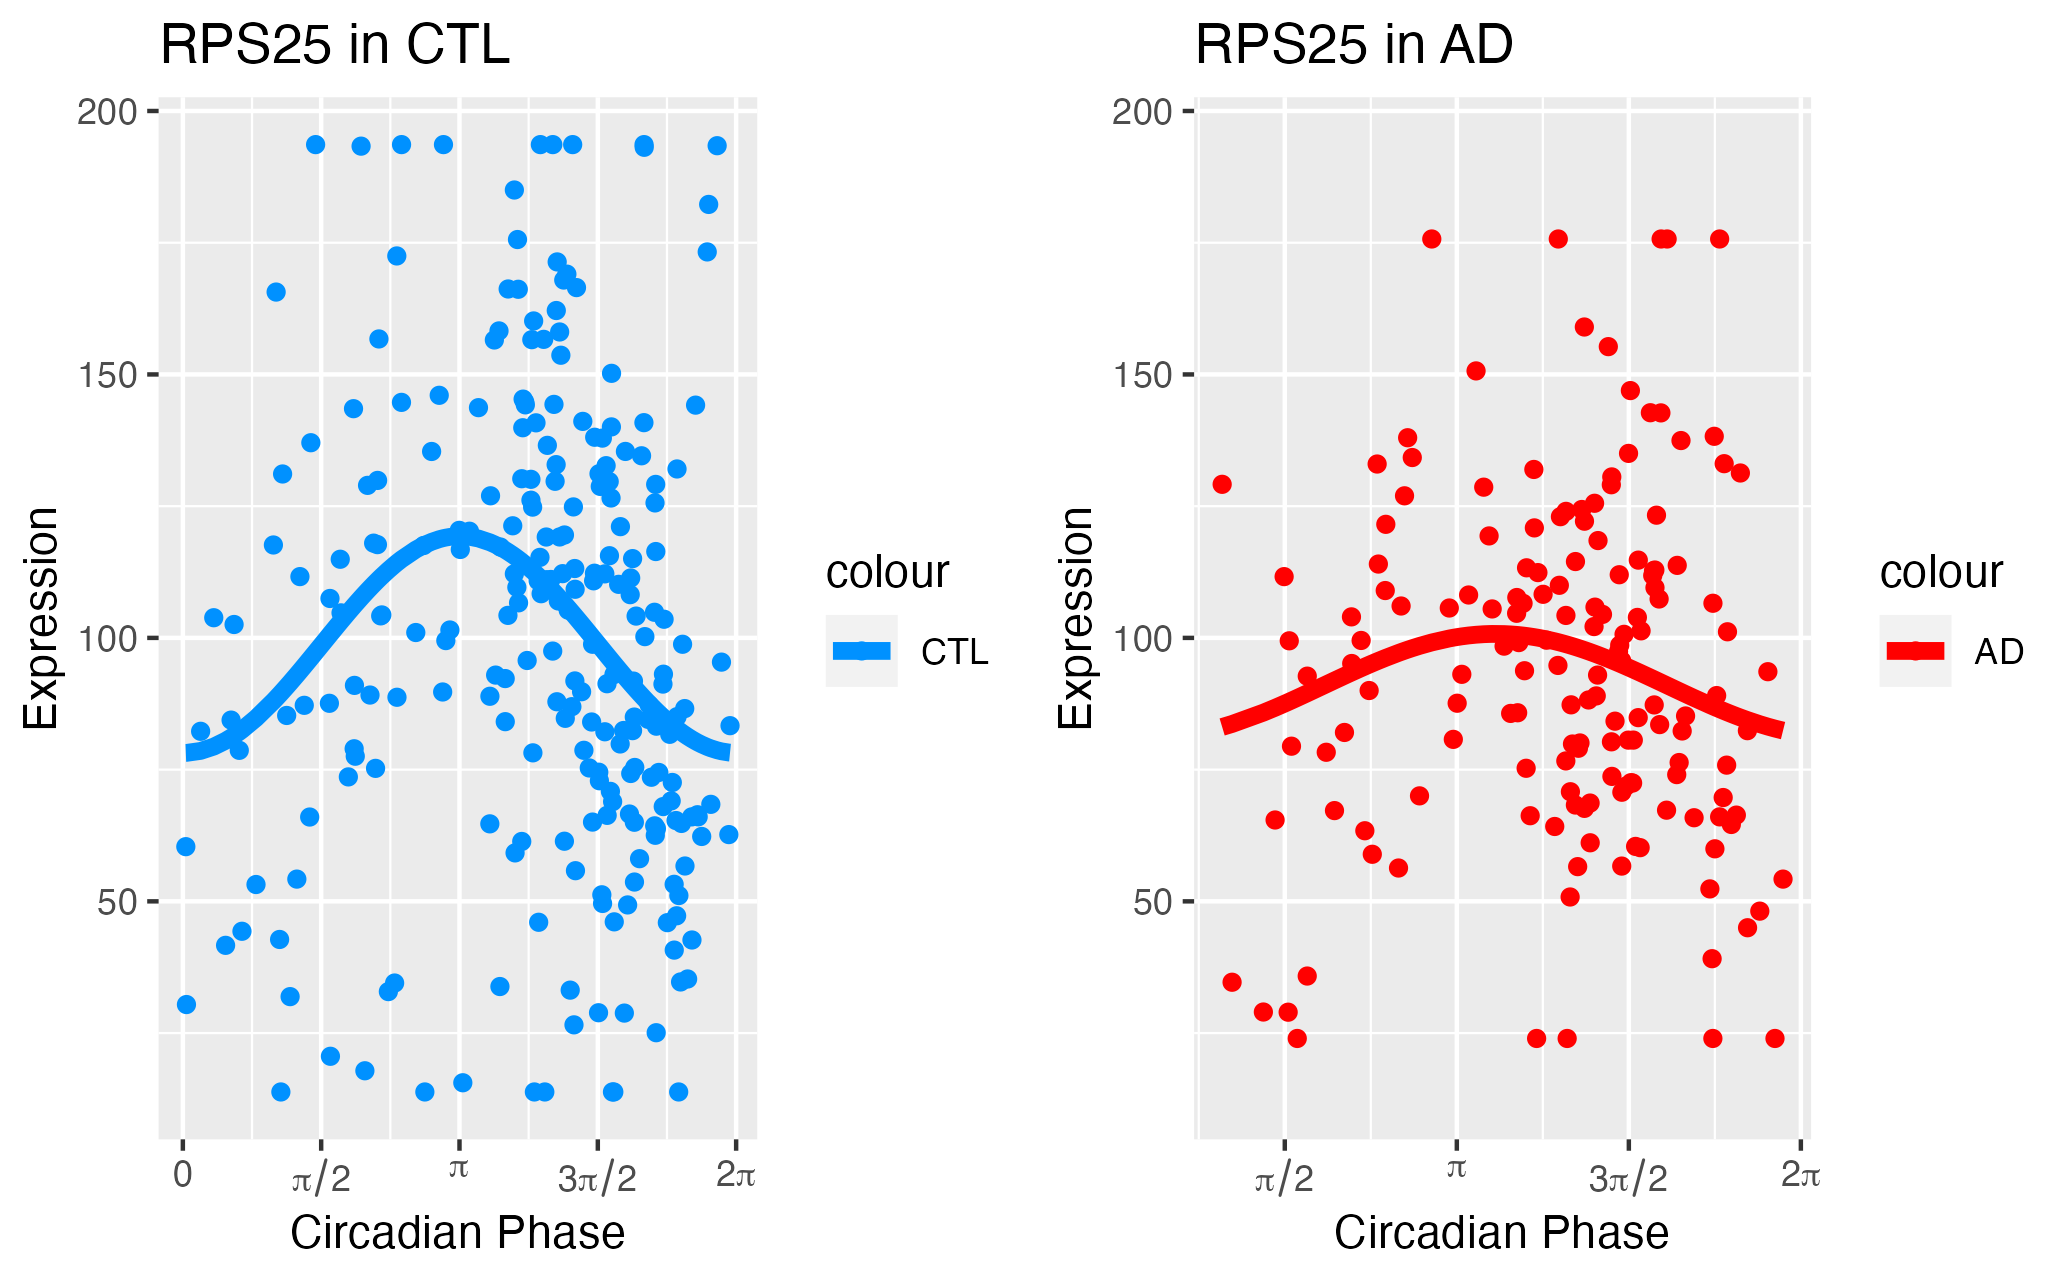 RPS25 in CTL
200
150
100
50
Expression
0
π/2
π
3π/2
2π
Circadian Phase
colour
CTL
RPS25 in AD
200
150
100
50
Expression
π/2
π
3π/2
2π
Circadian Phase
colour
AD